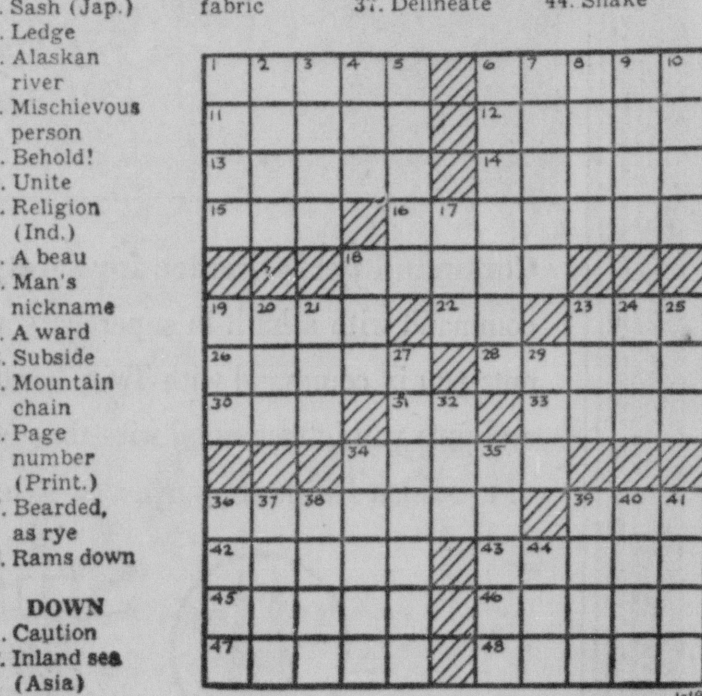 . Sash (Jap.)
. Ledge
. Alaskan
river
. Mischievous
person
. Behold!
. Unite
. Religion
(Ind.)
. A beau
. Man's
nickname
. A ward
. Subside
. Mountain
chain
. Page
number
(Print.)
. Bearded,
as rye
. Rams down
DOWN
. Caution
. Inland sea
(Asia)
fabric
37. Delineate
44. Snake
1 2 3 4 5 6 7 8 9 10
11 12
13 14
15 16 17
18
19 20 21 22 23 24 25
26 27 28 29
30 31 32 33
34 35
36 37 38 39 40 41
42 43 44
45 46
47 48